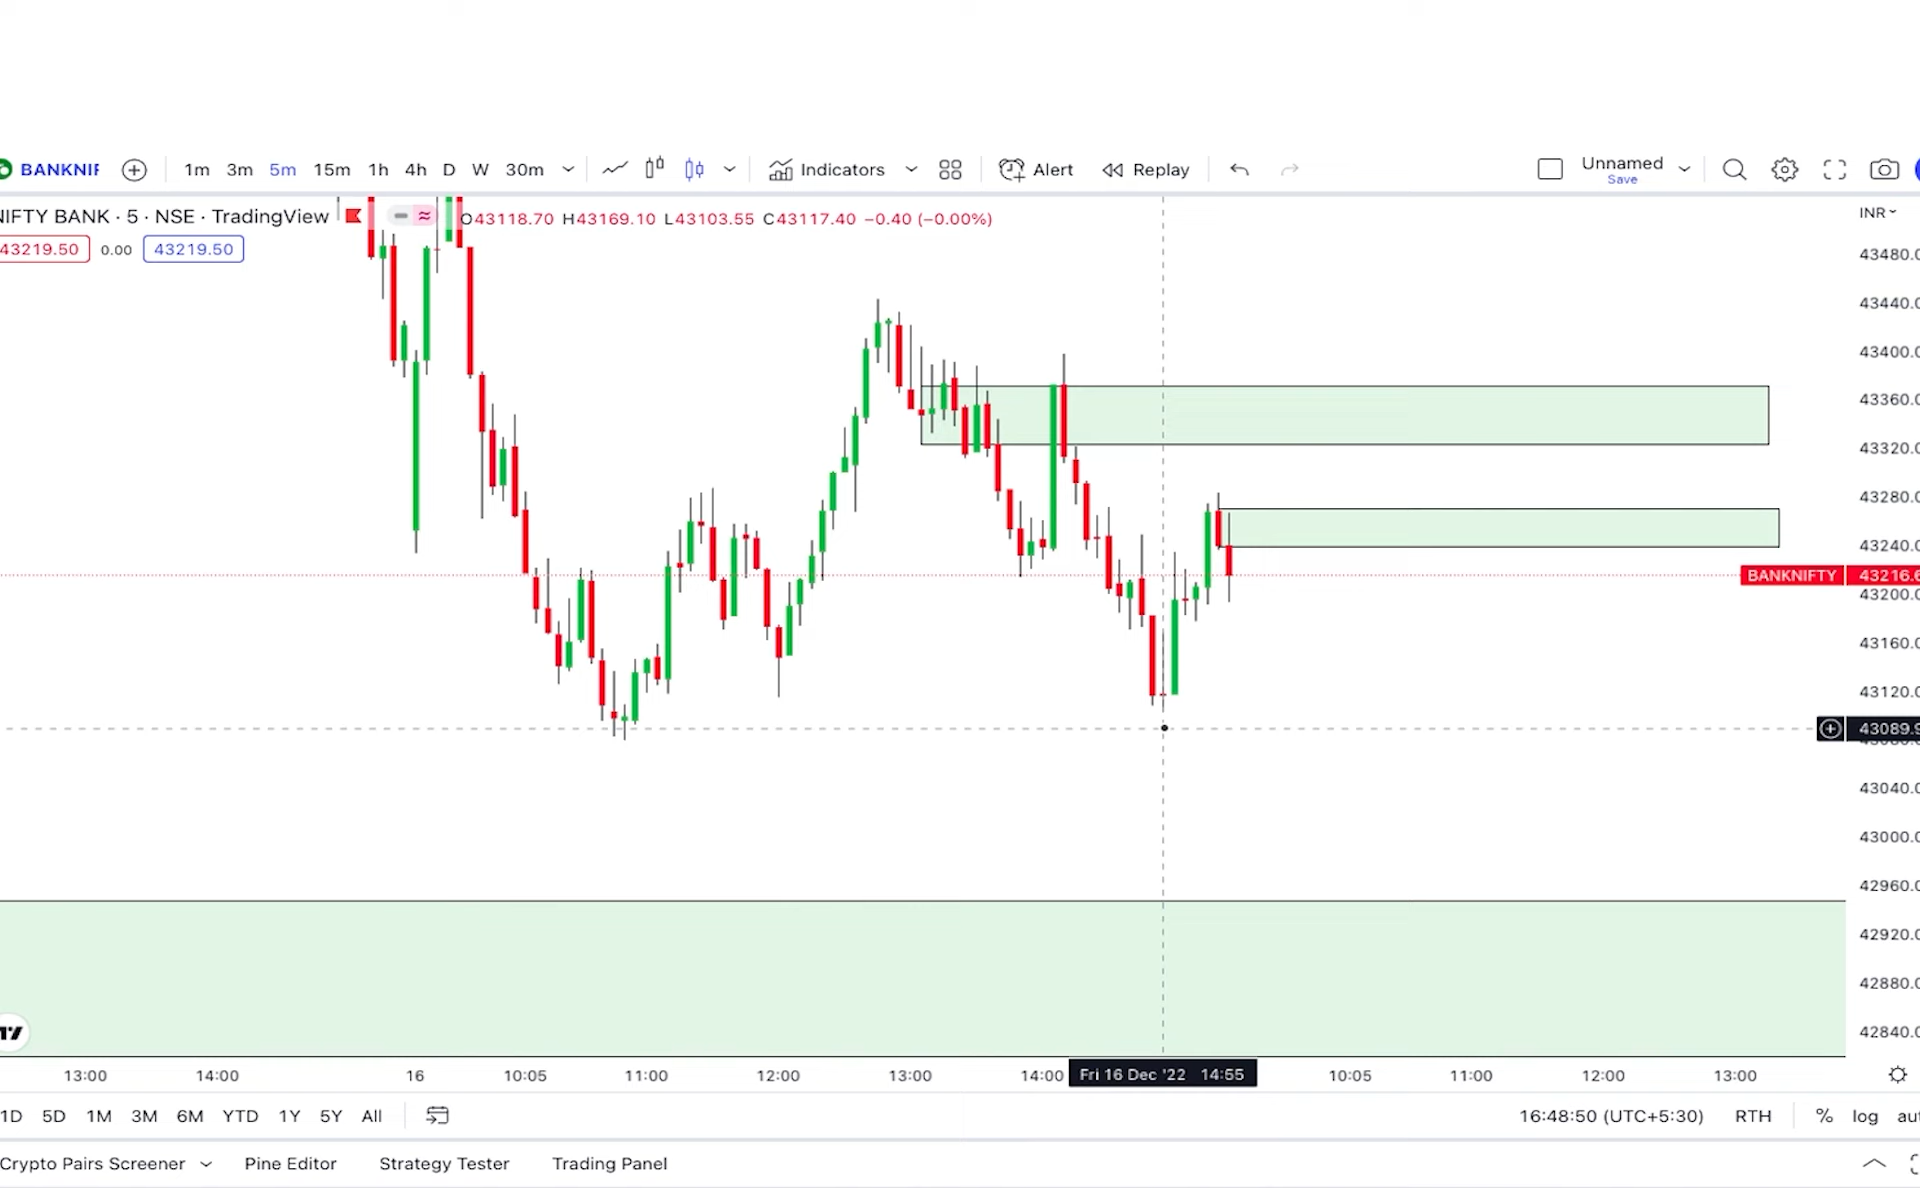 BANKNIF 1m 3m 5m 15m 1h 4h D W 30m Indicators Alert Replay Unnamed
Save
NIFTY BANK · 5 · NSE · TradingView O43118.70 H43169.10 L43103.55 C43117.40 −0.40 (−0.00%) INR
43219.50 0.00 43219.50
43480.0
43440.0
43400.0
43360.0
43320.0
43280.0
43240.0
BANKNIFTY 43216.6
43200.0
43160.0
43120.0
43089.9
43040.0
43000.0
42960.0
42920.0
42880.0
42840.0
13:00 14:00 16 10:05 11:00 12:00 13:00 14:00 Fri 16 Dec '22 14:55 10:05 11:00 12:00 13:00
1D 5D 1M 3M 6M YTD 1Y 5Y All 16:48:50 (UTC+5:30) RTH % log aut
Crypto Pairs Screener Pine Editor Strategy Tester Trading Panel